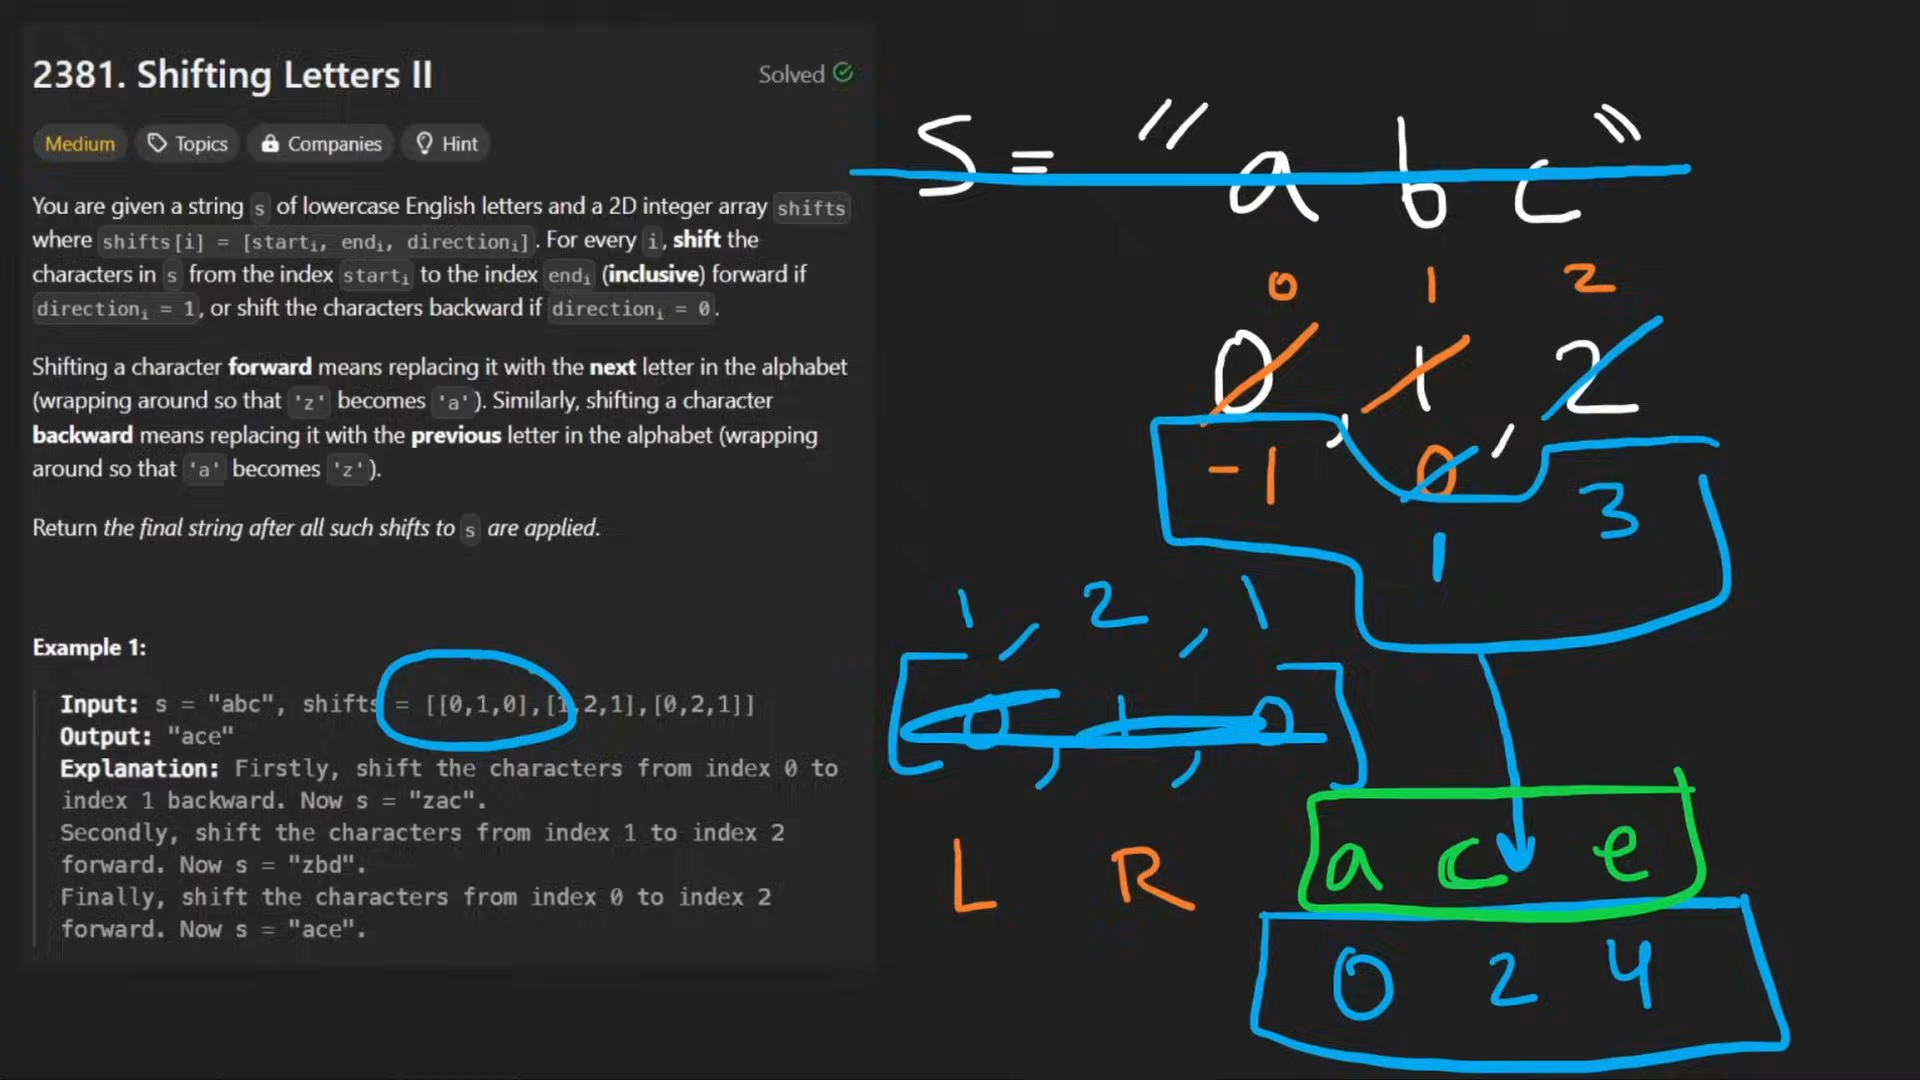 2381. Shifting Letters II
Solved
Medium
Topics
Companies
Hint
You are given a string s of lowercase English letters and a 2D integer array shifts
where shifts[i] = [startᵢ, endᵢ, directionᵢ]. For every i, shift the
characters in s from the index startᵢ to the index endᵢ (inclusive) forward if
directionᵢ = 1, or shift the characters backward if directionᵢ = 0.
Shifting a character forward means replacing it with the next letter in the alphabet
(wrapping around so that 'z' becomes 'a'). Similarly, shifting a character
backward means replacing it with the previous letter in the alphabet (wrapping
around so that 'a' becomes 'z').
Return the final string after all such shifts to s are applied.
Example 1:
Input: s = "abc", shifts = [[0,1,0],[1,2,1],[0,2,1]]
Output: "ace"
Explanation: Firstly, shift the characters from index 0 to
index 1 backward. Now s = "zac".
Secondly, shift the characters from index 1 to index 2
forward. Now s = "zbd".
Finally, shift the characters from index 0 to index 2
forward. Now s = "ace".
S = "a b c"
0 1 2
0, 1, 2
-1 0 3
1
1, 2, 1
[0, 1, 0]
L R
a c e
0 2 4